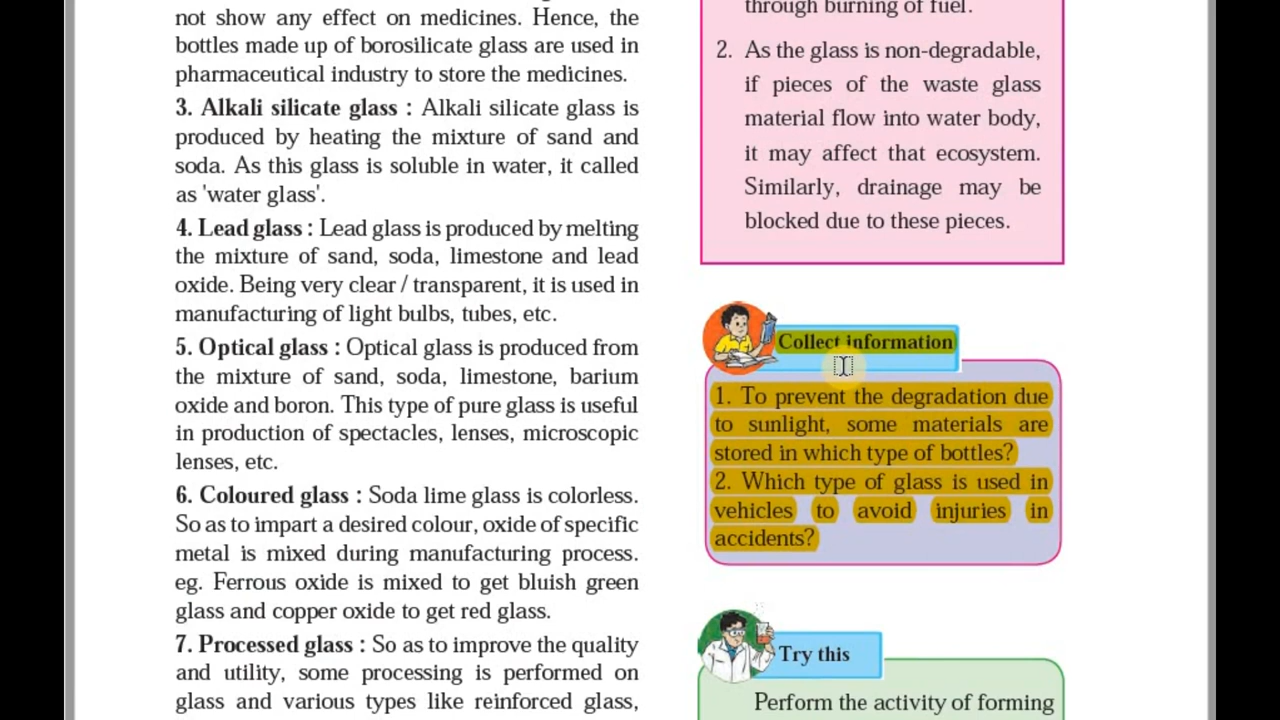 not show any effect on medicines. Hence, the
bottles made up of borosilicate glass are used in
pharmaceutical industry to store the medicines.
3. Alkali silicate glass : Alkali silicate glass is
produced by heating the mixture of sand and
soda. As this glass is soluble in water, it called
as 'water glass'.
4. Lead glass : Lead glass is produced by melting
the mixture of sand, soda, limestone and lead
oxide. Being very clear / transparent, it is used in
manufacturing of light bulbs, tubes, etc.
5. Optical glass : Optical glass is produced from
the mixture of sand, soda, limestone, barium
oxide and boron. This type of pure glass is useful
in production of spectacles, lenses, microscopic
lenses, etc.
6. Coloured glass : Soda lime glass is colorless.
So as to impart a desired colour, oxide of specific
metal is mixed during manufacturing process.
eg. Ferrous oxide is mixed to get bluish green
glass and copper oxide to get red glass.
7. Processed glass : So as to improve the quality
and utility, some processing is performed on
glass and various types like reinforced glass,
through burning of fuel.
2. As the glass is non-degradable,
if pieces of the waste glass
material flow into water body,
it may affect that ecosystem.
Similarly, drainage may be
blocked due to these pieces.
Collect information
1. To prevent the degradation due
to sunlight, some materials are
stored in which type of bottles?
2. Which type of glass is used in
vehicles to avoid injuries in
accidents?
Try this
Perform the activity of forming